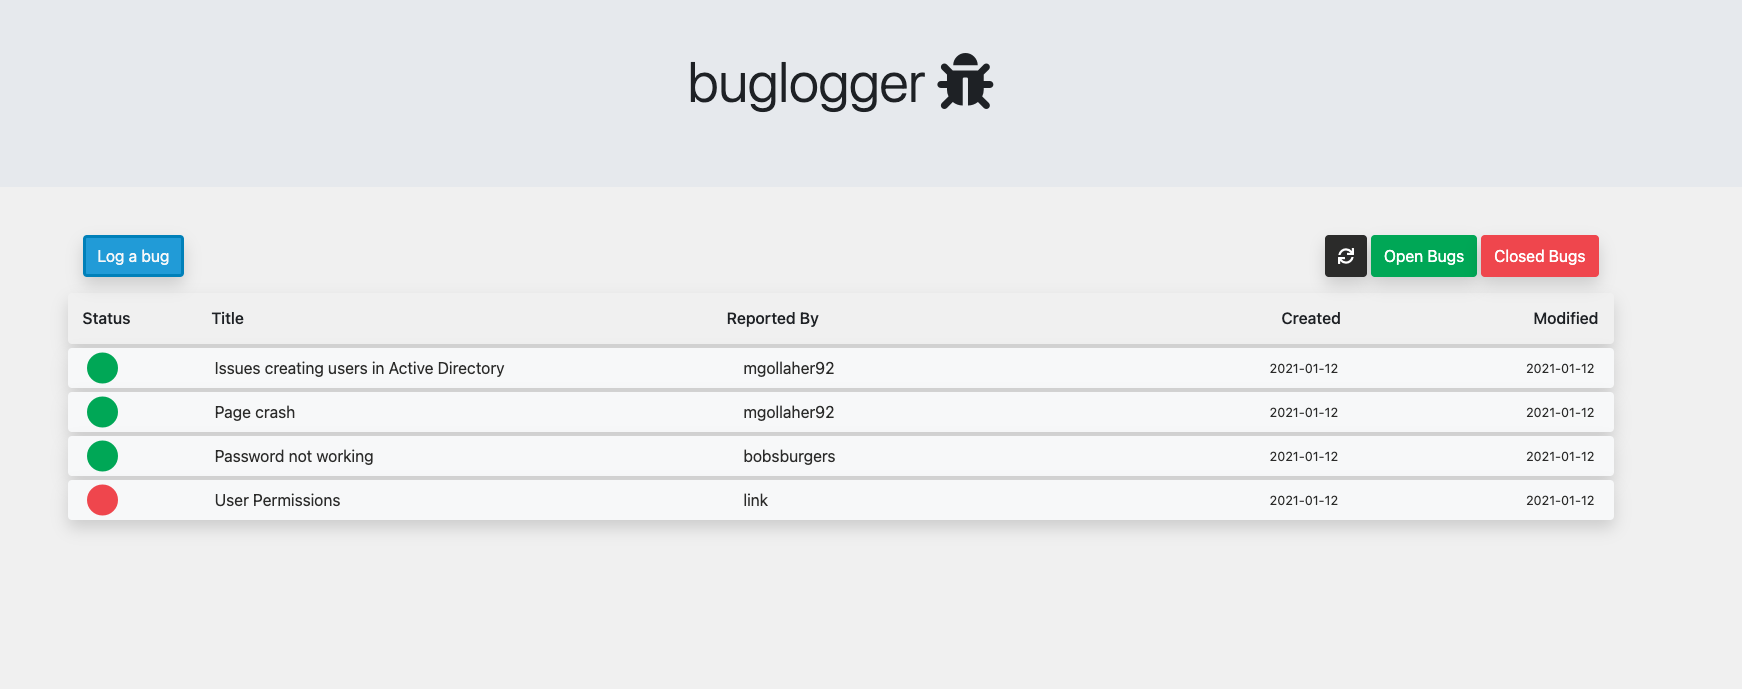 buglogger
Log a bug Open Bugs Closed Bugs
Status Title Reported By Created Modified
Issues creating users in Active Directory mgollaher92 2021-01-12 2021-01-12
Page crash mgollaher92 2021-01-12 2021-01-12
Password not working bobsburgers 2021-01-12 2021-01-12
User Permissions link 2021-01-12 2021-01-12